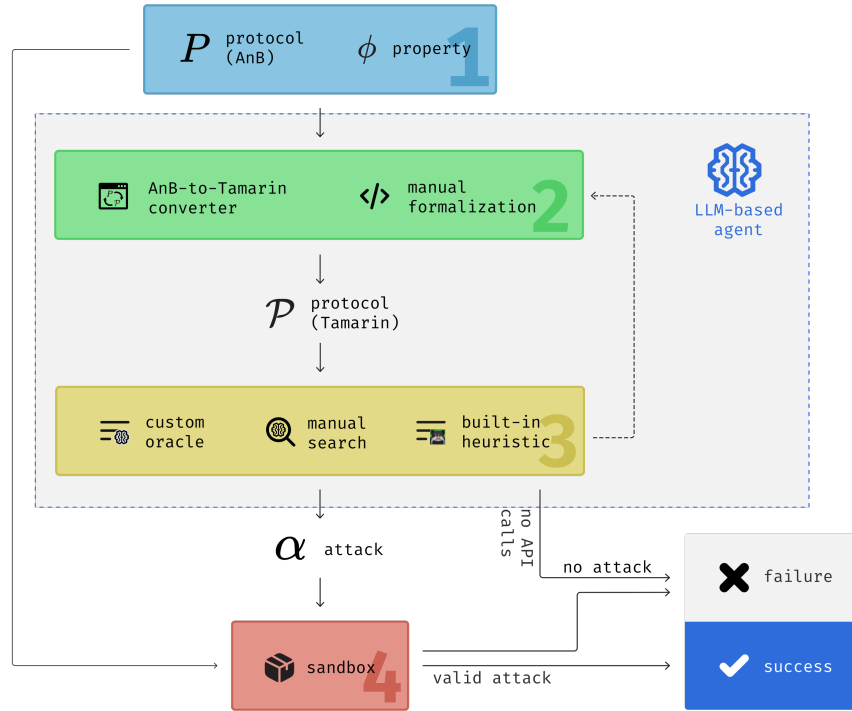 P protocol
(AnB)
ϕ property
1
AnB-to-Tamarin
converter
</> manual
formalization
2
LLM-based
agent
𝒫 protocol
(Tamarin)
custom
oracle
manual
search
built-in
heuristic
3
no API
calls
α attack
no attack
failure
sandbox
4
valid attack
success